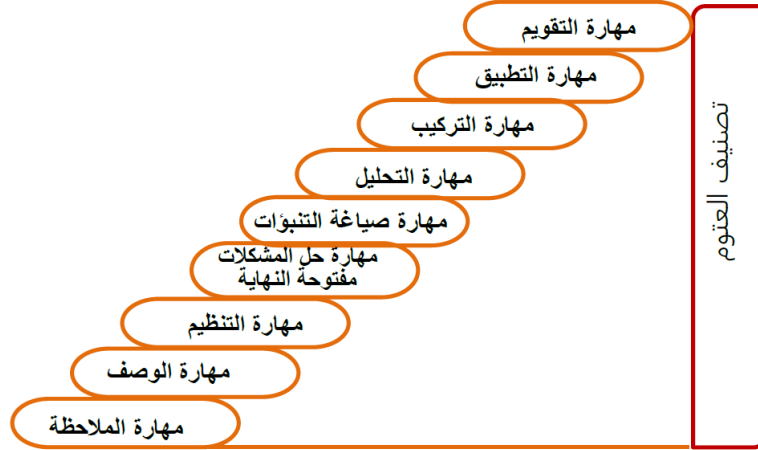 مهارة التقويم
مهارة التطبيق
مهارة التركيب
مهارة التحليل
مهارة صياغة التنبؤات
مهارة حل المشكلات
مفتوحة النهاية
مهارة التنظيم
مهارة الوصف
مهارة الملاحظة
تصنيف العتوم